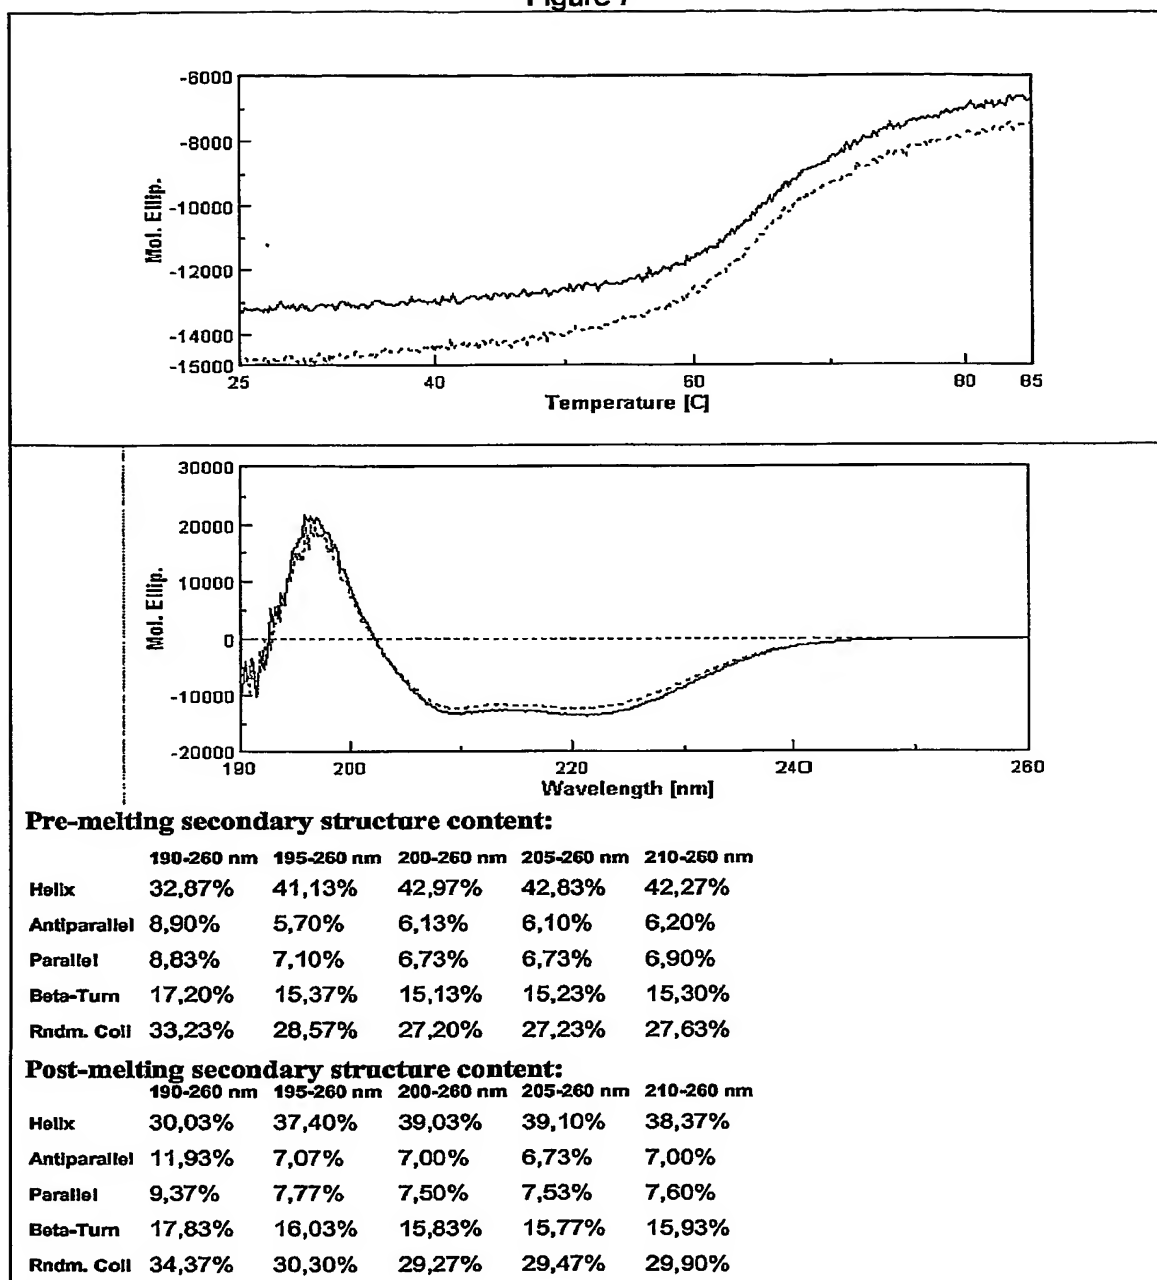 Figure 7
-6000
-8000
-10000
-12000
-14000
-15000
Mol. Ellip.
25 40 60 80 85
Temperature [C]
30000
20000
10000
0
-10000
-20000
Mol. Ellip.
190 200 220 240 260
Wavelength [nm]
Pre-melting secondary structure content:
190-260 nm 195-260 nm 200-260 nm 205-260 nm 210-260 nm
Helix 32,87% 41,13% 42,97% 42,83% 42,27%
Antiparallel 8,90% 5,70% 6,13% 6,10% 6,20%
Parallel 8,83% 7,10% 6,73% 6,73% 6,90%
Beta-Turn 17,20% 15,37% 15,13% 15,23% 15,30%
Rndm. Coil 33,23% 28,57% 27,20% 27,23% 27,63%
Post-melting secondary structure content:
190-260 nm 195-260 nm 200-260 nm 205-260 nm 210-260 nm
Helix 30,03% 37,40% 39,03% 39,10% 38,37%
Antiparallel 11,93% 7,07% 7,00% 6,73% 7,00%
Parallel 9,37% 7,77% 7,50% 7,53% 7,60%
Beta-Turn 17,83% 16,03% 15,83% 15,77% 15,93%
Rndm. Coil 34,37% 30,30% 29,27% 29,47% 29,90%